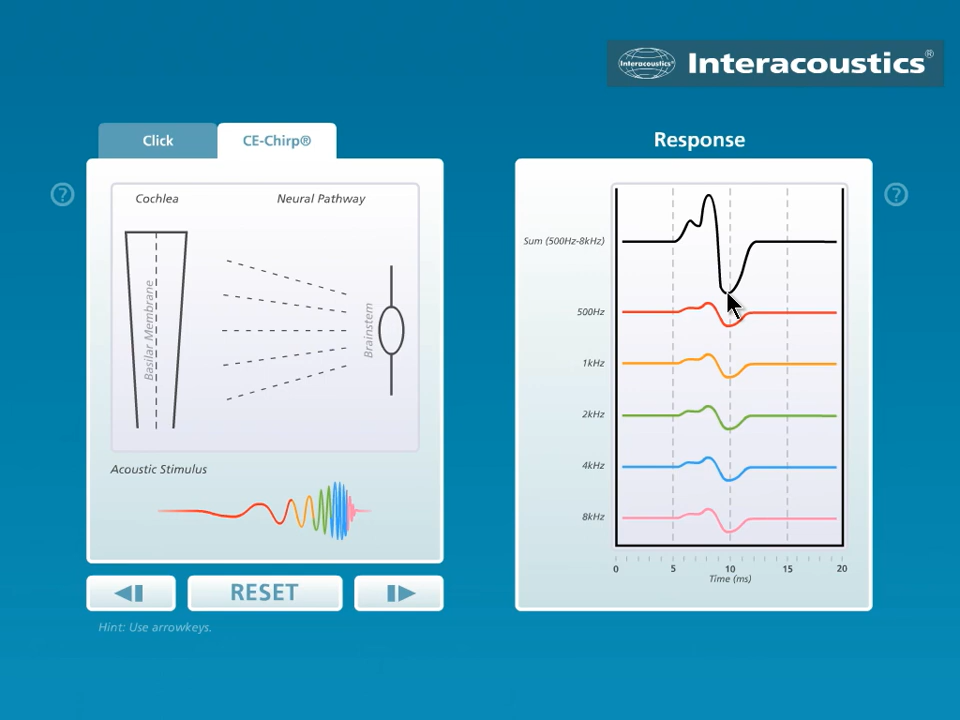 Interacoustics®
Interacoustics®
Click
CE-Chirp®
Response
?
?
Cochlea
Neural Pathway
Basilar Membrane
Brainstem
Acoustic Stimulus
Sum (500Hz-8kHz)
500Hz
1kHz
2kHz
4kHz
8kHz
0 5 10 15 20
Time (ms)
RESET
Hint: Use arrowkeys.